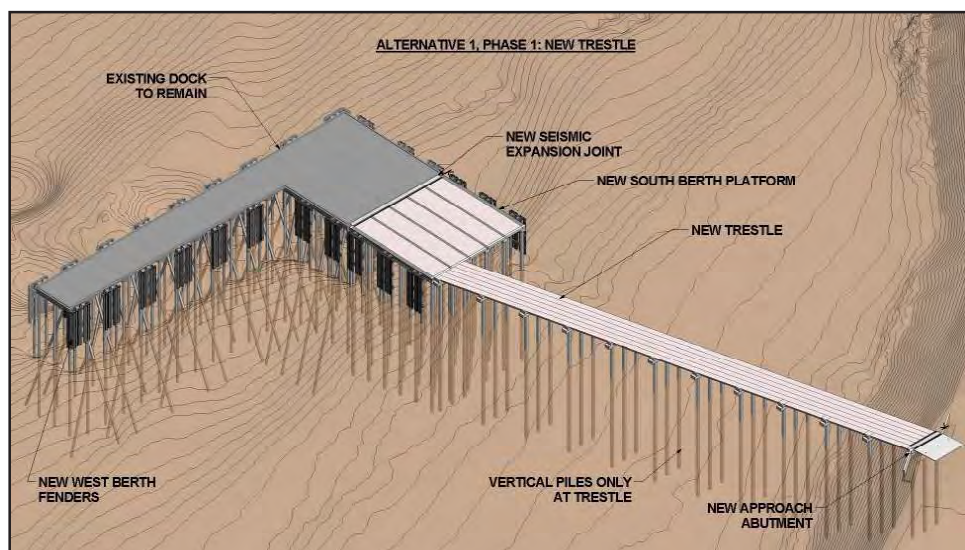 ALTERNATIVE 1, PHASE 1: NEW TRESTLE
EXISTING DOCK
TO REMAIN
NEW SEISMIC
EXPANSION JOINT
NEW SOUTH BERTH PLATFORM
NEW TRESTLE
NEW WEST BERTH
FENDERS
VERTICAL PILES ONLY
AT TRESTLE
NEW APPROACH
ABUTMENT